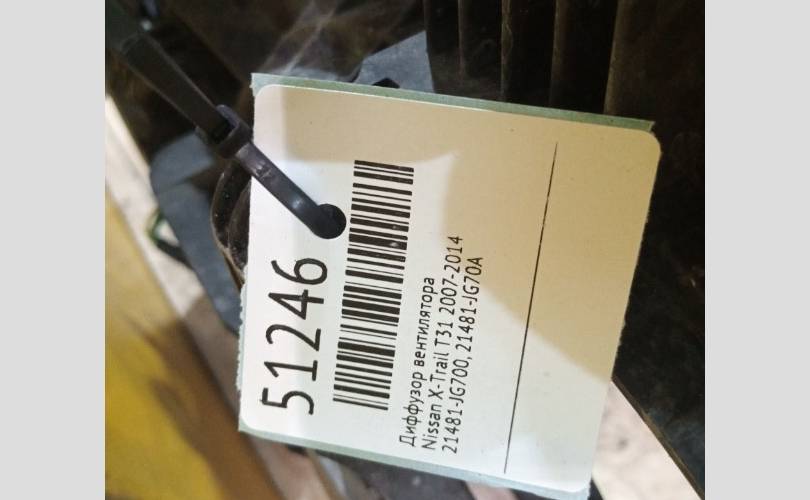 51246
Диффузор вентилятора
Nissan X-Trail T31 2007-2014
21481-JG700, 21481-JG70A